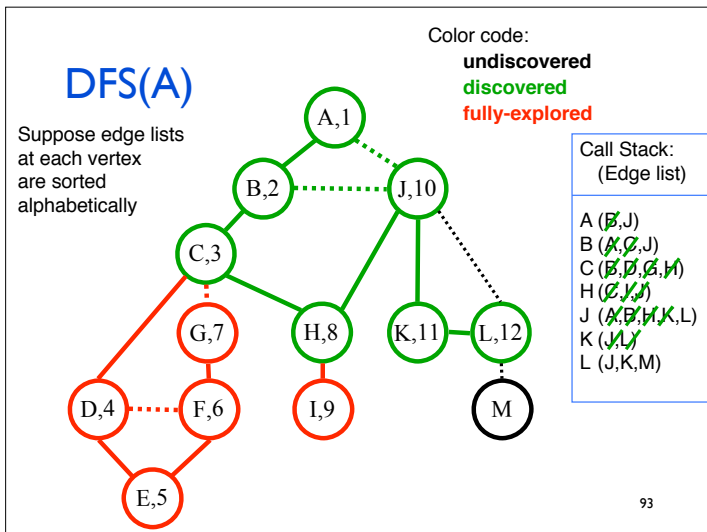 DFS(A)
Suppose edge lists
at each vertex
are sorted
alphabetically
Color code:
undiscovered
discovered
fully-explored
A,1
B,2
J,10
C,3
G,7
H,8
K,11
L,12
D,4
F,6
I,9
M
E,5
Call Stack:
(Edge list)
A (B,J)
B (A,C,J)
C (B,D,G,H)
H (C,I,J)
J (A,B,H,K,L)
K (J,L)
L (J,K,M)
93